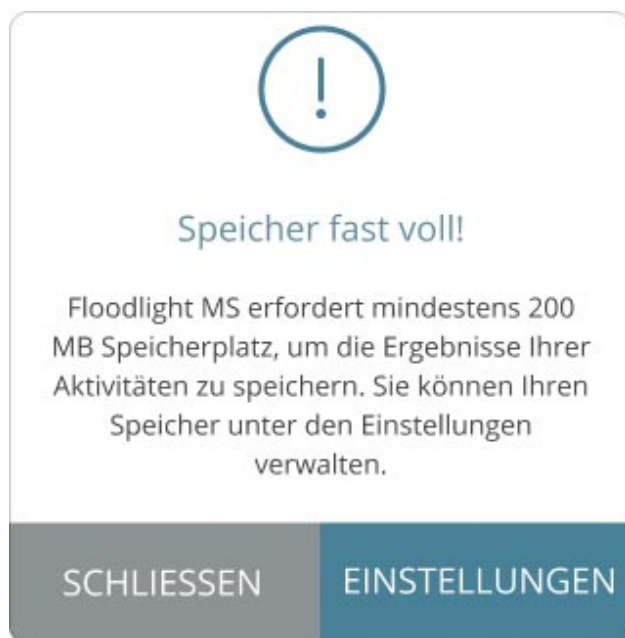 !
Speicher fast voll!
Floodlight MS erfordert mindestens 200
MB Speicherplatz, um die Ergebnisse Ihrer
Aktivitäten zu speichern. Sie können Ihren
Speicher unter den Einstellungen
verwalten.
SCHLIESSEN
EINSTELLUNGEN